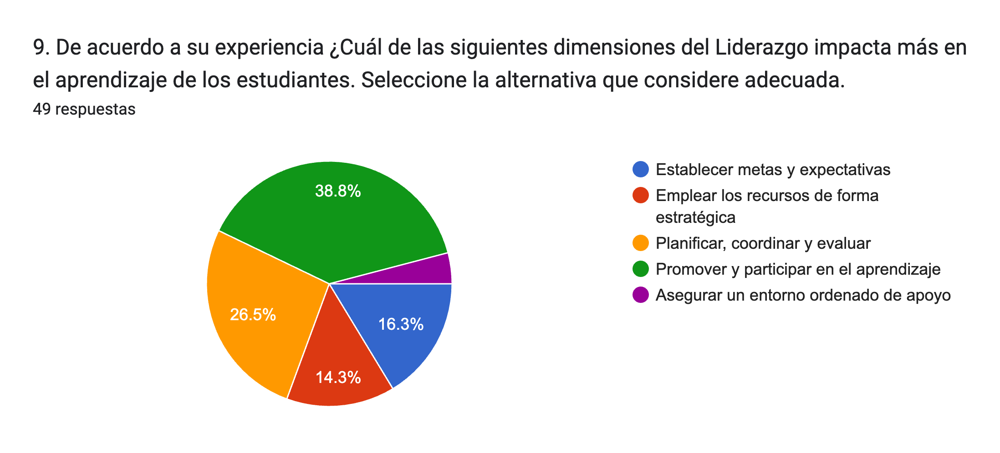 9. De acuerdo a su experiencia ¿Cuál de las siguientes dimensiones del Liderazgo impacta más en
el aprendizaje de los estudiantes. Seleccione la alternativa que considere adecuada.
49 respuestas
38.8%
26.5%
16.3%
14.3%
Establecer metas y expectativas
Emplear los recursos de forma
estratégica
Planificar, coordinar y evaluar
Promover y participar en el aprendizaje
Asegurar un entorno ordenado de apoyo